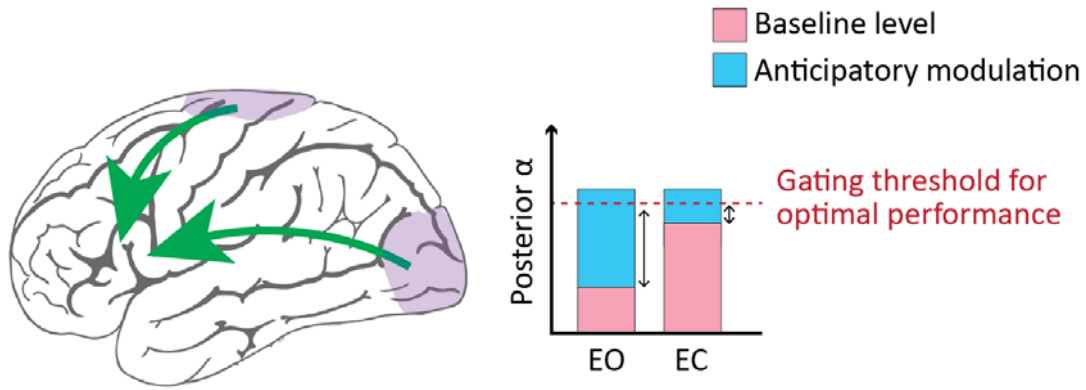 Baseline level
Anticipatory modulation
Posterior α
Gating threshold for
optimal performance
EO
EC